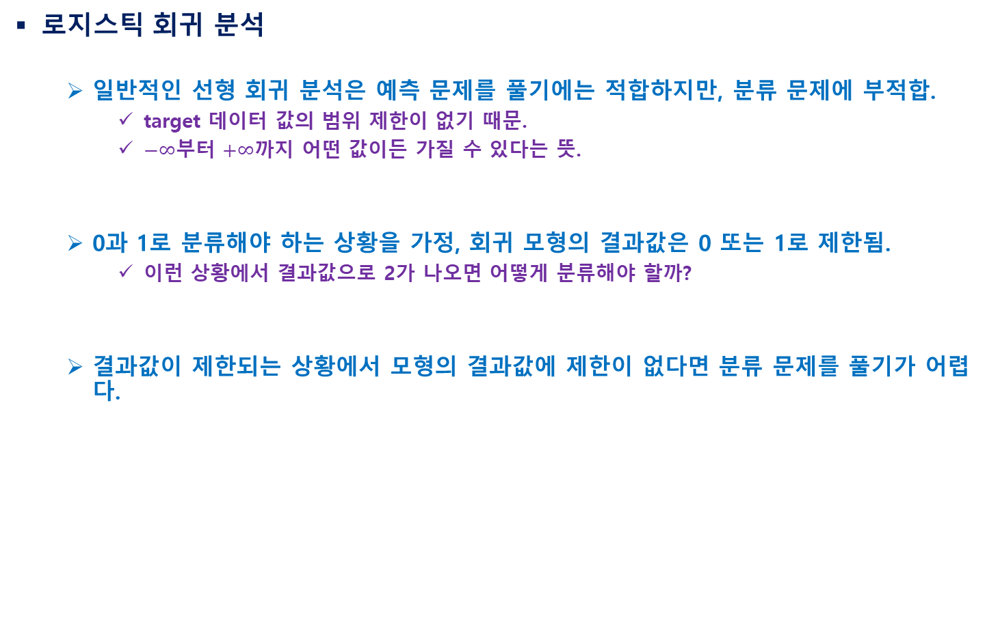 ▪ 로지스틱 회귀 분석
➢ 일반적인 선형 회귀 분석은 예측 문제를 풀기에는 적합하지만, 분류 문제에 부적합.
✓ target 데이터 값의 범위 제한이 없기 때문.
✓ −∞부터 +∞까지 어떤 값이든 가질 수 있다는 뜻.
➢ 0과 1로 분류해야 하는 상황을 가정, 회귀 모형의 결과값은 0 또는 1로 제한됨.
✓ 이런 상황에서 결과값으로 2가 나오면 어떻게 분류해야 할까?
➢ 결과값이 제한되는 상황에서 모형의 결과값에 제한이 없다면 분류 문제를 풀기가 어렵
다.